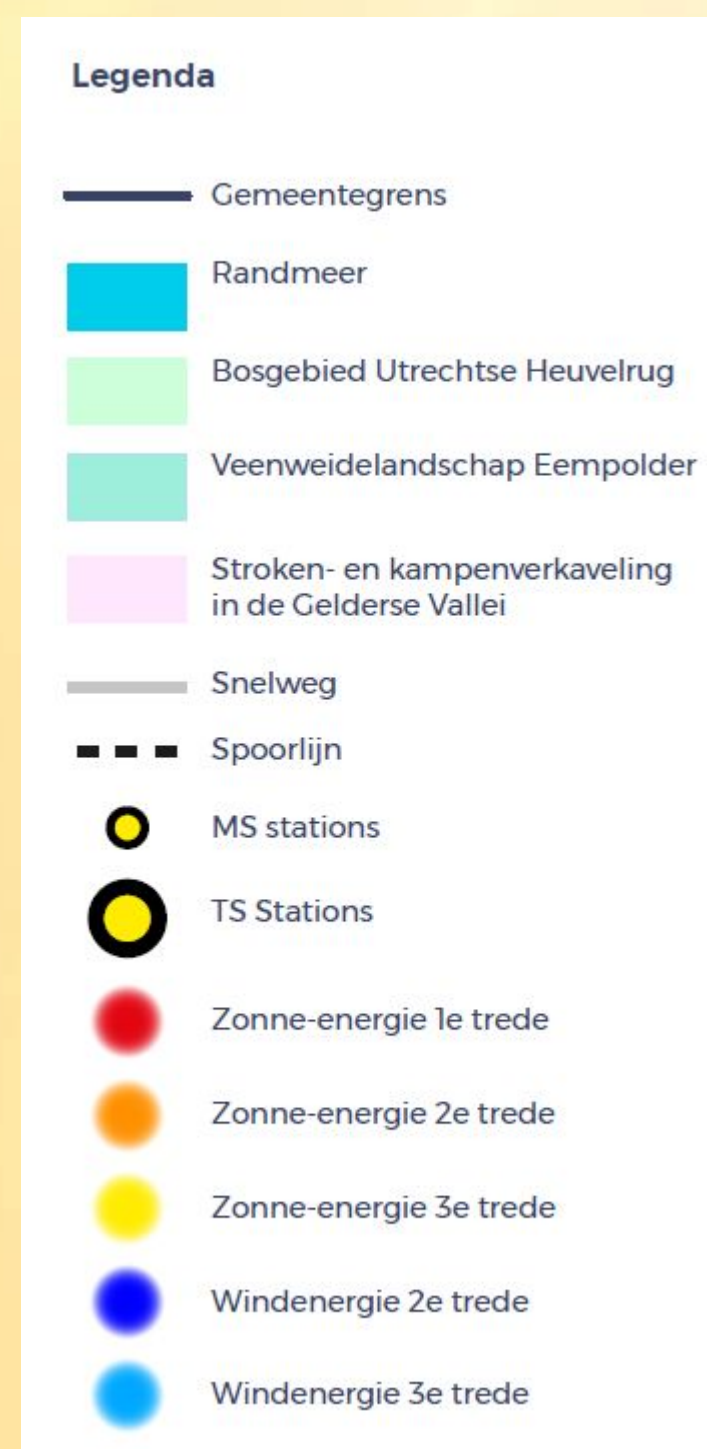 Legenda
Gemeentegrens
Randmeer
Bosgebied Utrechtse Heuvelrug
Veenweidelandschap Eempolder
Stroken- en kampenverkaveling
in de Gelderse Vallei
Snelweg
Spoorlijn
MS stations
TS Stations
Zonne-energie 1e trede
Zonne-energie 2e trede
Zonne-energie 3e trede
Windenergie 2e trede
Windenergie 3e trede